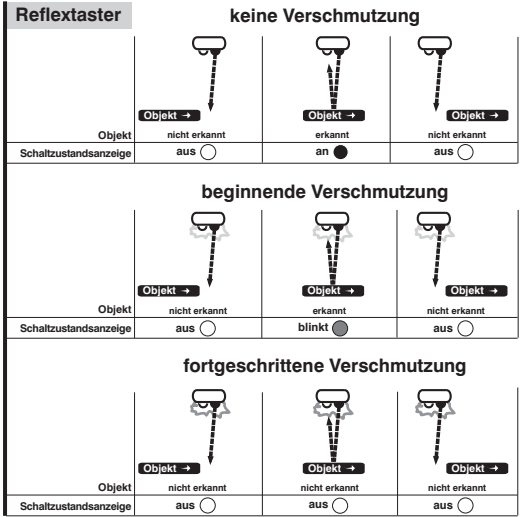 Reflextaster
keine Verschmutzung
Objekt → Objekt → Objekt →
Objekt nicht erkannt erkannt nicht erkannt
Schaltzustandsanzeige aus an aus
beginnende Verschmutzung
Objekt → Objekt → Objekt →
Objekt nicht erkannt erkannt nicht erkannt
Schaltzustandsanzeige aus blinkt aus
fortgeschrittene Verschmutzung
Objekt → Objekt → Objekt →
Objekt nicht erkannt nicht erkannt nicht erkannt
Schaltzustandsanzeige aus aus aus